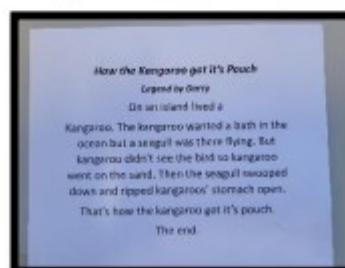 How the Kangaroo got it's Pouch
Legend by Gerry
On an island lived a
Kangaroo. The kangaroo wanted a bath in the
ocean but a seagull was there flying. But
kangarou didn't see the bird so kangaroo
went on the sand. Then the seagull swooped
down and ripped kangaroos' stomach open.
That's how the kangaroo got it's pouch.
The end